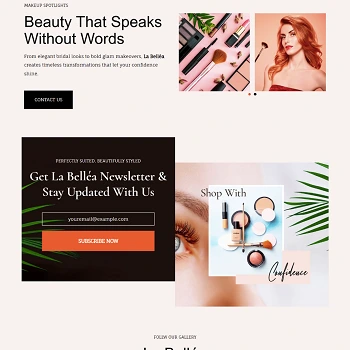 MAKEUP SPOTLIGHTS
Beauty That Speaks
Without Words
From elegant bridal looks to bold glam makeovers, La Belléa
creates timeless transformations that let your confidence
shine.
CONTACT US
PERFECTLY SUITED, BEAUTIFULLY STYLED
Get La Belléa Newsletter &
Stay Updated With Us
youremail@example.com
SUBSCRIBE NOW
Shop With
Confidence
FOLLOW OUR GALLERY